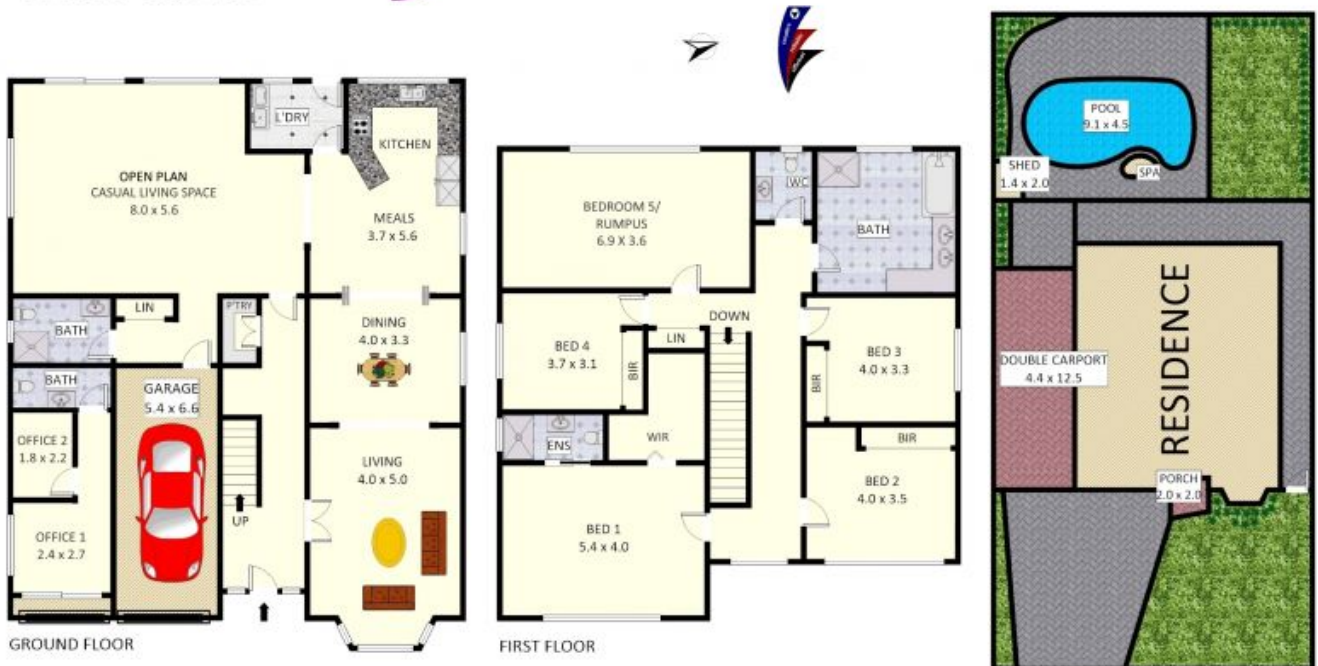 L'DRY
KITCHEN
OPEN PLAN
CASUAL LIVING SPACE
8.0 x 5.6
MEALS
3.7 x 5.6
LIN
P'TRY
BATH
DINING
4.0 x 3.3
BATH
GARAGE
5.4 x 6.6
OFFICE 2
1.8 x 2.2
LIVING
4.0 x 5.0
UP
OFFICE 1
2.4 x 2.7
GROUND FLOOR
BEDROOM 5/
RUMPUS
6.9 X 3.6
WC
BATH
DOWN
LIN
BED 4
3.7 x 3.1
BIR
BED 3
4.0 x 3.3
BIR
ENS
WIR
BIR
BED 2
4.0 x 3.5
BED 1
5.4 x 4.0
FIRST FLOOR
POOL
9.1 x 4.5
SHED
1.4 x 2.0
SPA
RESIDENCE
DOUBLE CARPORT
4.4 x 12.5
PORCH
2.0 x 2.0